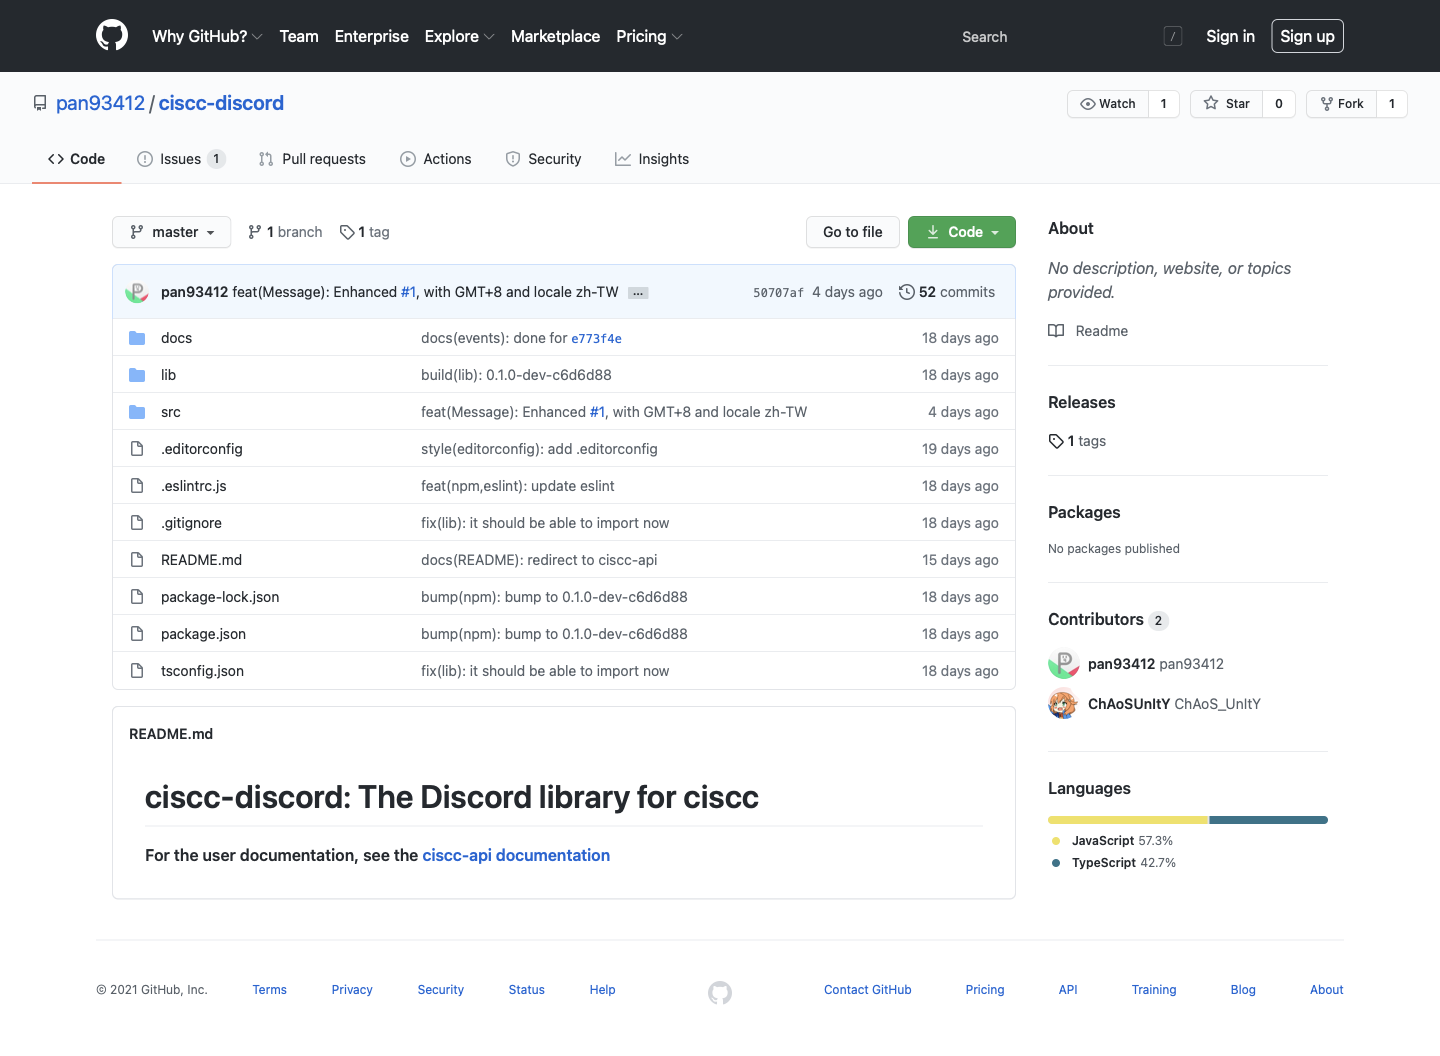 Why GitHub? Team Enterprise Explore Marketplace Pricing Search / Sign in Sign up
pan93412 / ciscc-discord Watch 1 Star 0 Fork 1
Code Issues 1 Pull requests Actions Security Insights
master 1 branch 1 tag Go to file Code
pan93412 feat(Message): Enhanced #1, with GMT+8 and locale zh-TW … 50707af 4 days ago 52 commits
docs docs(events): done for e773f4e 18 days ago
lib build(lib): 0.1.0-dev-c6d6d88 18 days ago
src feat(Message): Enhanced #1, with GMT+8 and locale zh-TW 4 days ago
.editorconfig style(editorconfig): add .editorconfig 19 days ago
.eslintrc.js feat(npm,eslint): update eslint 18 days ago
.gitignore fix(lib): it should be able to import now 18 days ago
README.md docs(README): redirect to ciscc-api 15 days ago
package-lock.json bump(npm): bump to 0.1.0-dev-c6d6d88 18 days ago
package.json bump(npm): bump to 0.1.0-dev-c6d6d88 18 days ago
tsconfig.json fix(lib): it should be able to import now 18 days ago
README.md
ciscc-discord: The Discord library for ciscc
For the user documentation, see the ciscc-api documentation
About
No description, website, or topics
provided.
Readme
Releases
1 tags
Packages
No packages published
Contributors 2
pan93412 pan93412
ChAoSUnItY ChAoS_UnItY
Languages
JavaScript 57.3%
TypeScript 42.7%
© 2021 GitHub, Inc. Terms Privacy Security Status Help Contact GitHub Pricing API Training Blog About